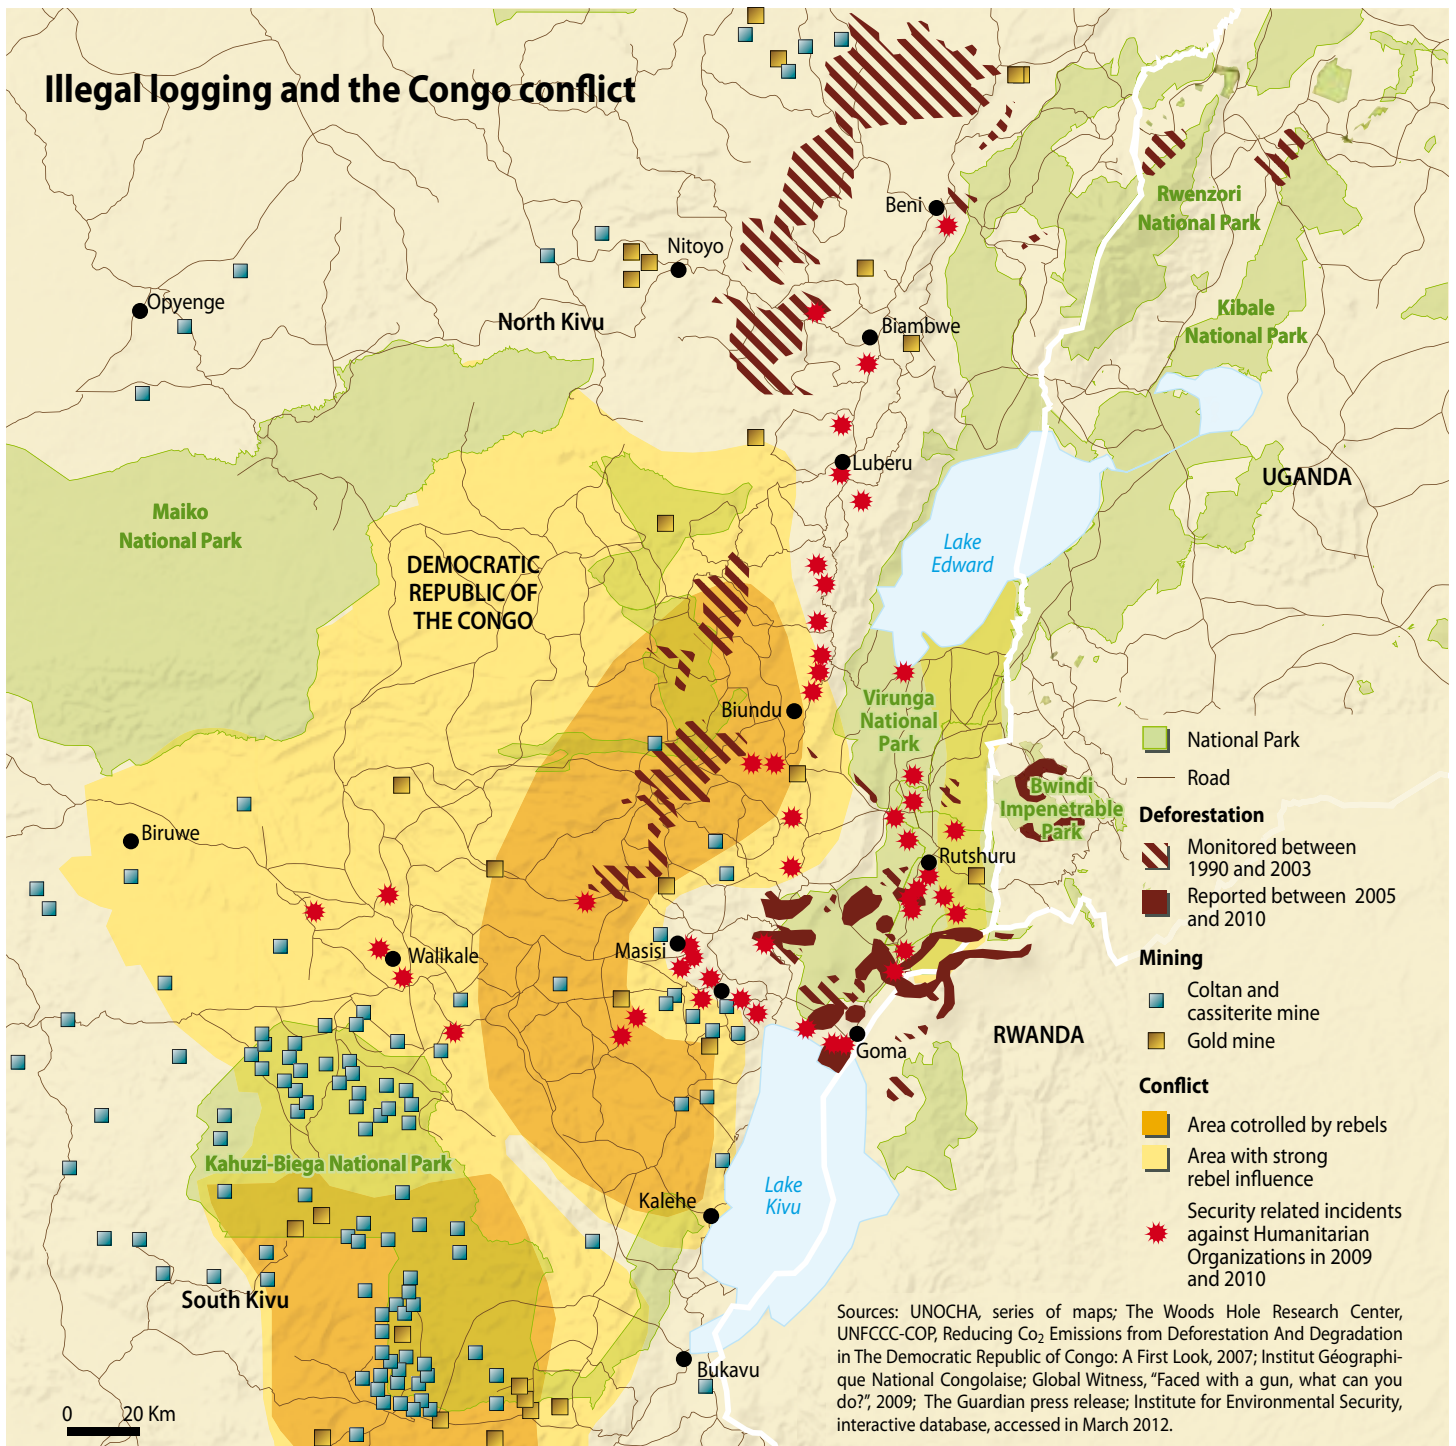 Illegal logging and the Congo conflict
Beni
Rwenzori
National Park
Nitoyo
Opyenge
North Kivu
Biambwe
Kibale
National Park
Luberu
UGANDA
Maiko
National Park
Lake
Edward
DEMOCRATIC
REPUBLIC OF
THE CONGO
Virunga
National
Park
Biundu
Bwindi
Impenetrable
Park
Biruwe
Rutshuru
Masisi
Walikale
RWANDA
Goma
Kahuzi-Biega National Park
Lake
Kivu
Kalehe
South Kivu
Bukavu
0 20 Km
National Park
Road
Deforestation
Monitored between
1990 and 2003
Reported between 2005
and 2010
Mining
Coltan and
cassiterite mine
Gold mine
Conflict
Area cotrolled by rebels
Area with strong
rebel influence
Security related incidents
against Humanitarian
Organizations in 2009
and 2010
Sources: UNOCHA, series of maps; The Woods Hole Research Center,
UNFCCC-COP, Reducing Co2 Emissions from Deforestation And Degradation
in The Democratic Republic of Congo: A First Look, 2007; Institut Géographi-
que National Congolaise; Global Witness, “Faced with a gun, what can you
do?”, 2009; The Guardian press release; Institute for Environmental Security,
interactive database, accessed in March 2012.